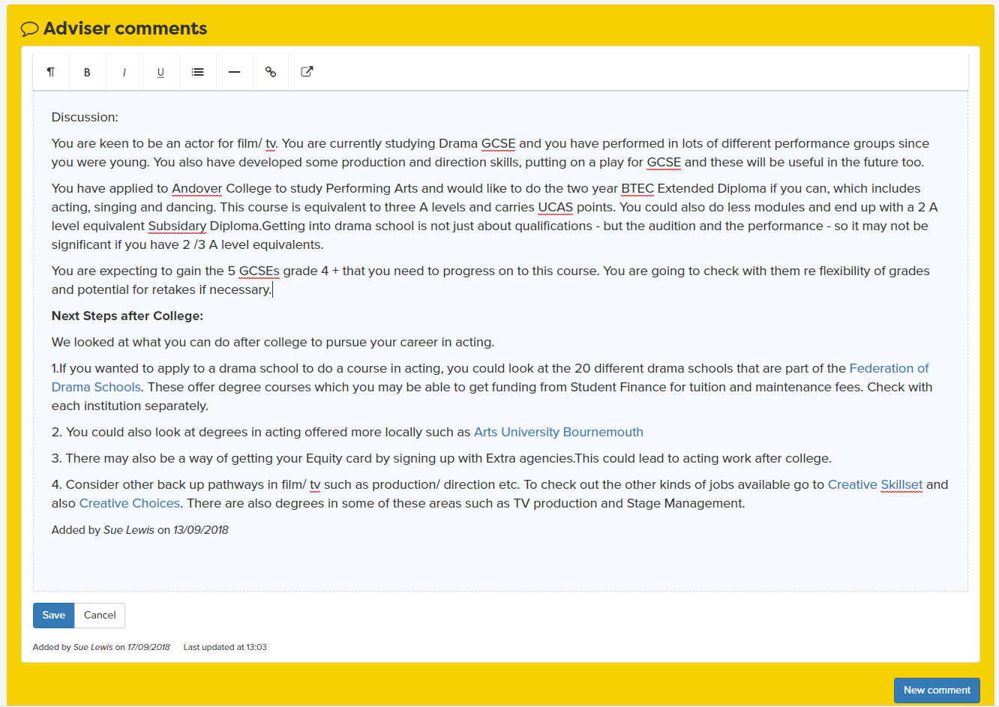 Adviser comments
¶ B I U
Discussion:
You are keen to be an actor for film/ tv. You are currently studying Drama GCSE and you have performed in lots of different performance groups since
you were young. You also have developed some production and direction skills, putting on a play for GCSE and these will be useful in the future too.
You have applied to Andover College to study Performing Arts and would like to do the two year BTEC Extended Diploma if you can, which includes
acting, singing and dancing. This course is equivalent to three A levels and carries UCAS points. You could also do less modules and end up with a 2 A
level equivalent Subsidary Diploma.Getting into drama school is not just about qualifications - but the audition and the performance - so it may not be
significant if you have 2 /3 A level equivalents.
You are expecting to gain the 5 GCSEs grade 4 + that you need to progress on to this course. You are going to check with them re flexibility of grades
and potential for retakes if necessary.
Next Steps after College:
We looked at what you can do after college to pursue your career in acting.
1.If you wanted to apply to a drama school to do a course in acting, you could look at the 20 different drama schools that are part of the Federation of
Drama Schools. These offer degree courses which you may be able to get funding from Student Finance for tuition and maintenance fees. Check with
each institution separately.
2. You could also look at degrees in acting offered more locally such as Arts University Bournemouth
3. There may also be a way of getting your Equity card by signing up with Extra agencies.This could lead to acting work after college.
4. Consider other back up pathways in film/ tv such as production/ direction etc. To check out the other kinds of jobs available go to Creative Skillset and
also Creative Choices. There are also degrees in some of these areas such as TV production and Stage Management.
Added by Sue Lewis on 13/09/2018
Save Cancel
Added by Sue Lewis on 17/09/2018 Last updated at 13:03
New comment